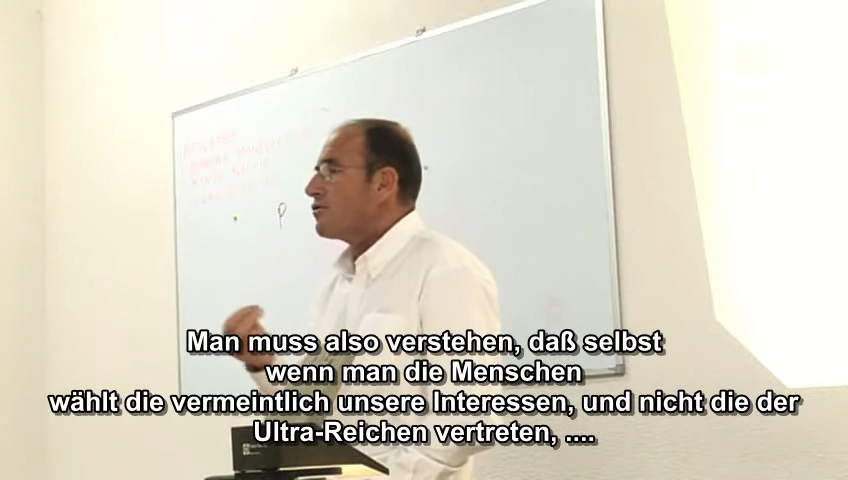 P
Man muss also verstehen, daß selbst
wenn man die Menschen
wählt die vermeintlich unsere Interessen, und nicht die der
Ultra-Reichen vertreten, ....